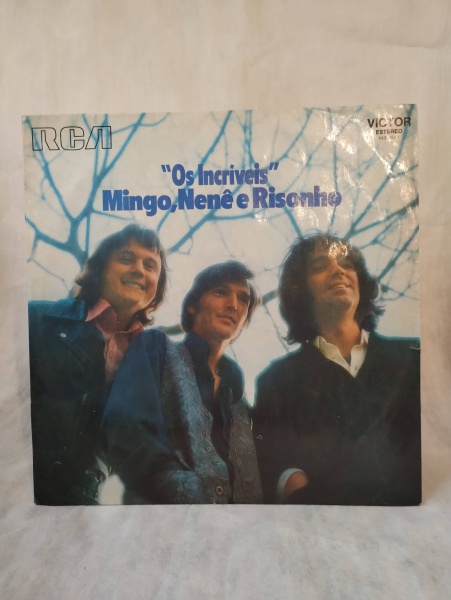 RCA
VICTOR
ESTEREO
"Os Incríveis"
Mingo, Nenê e Risonho